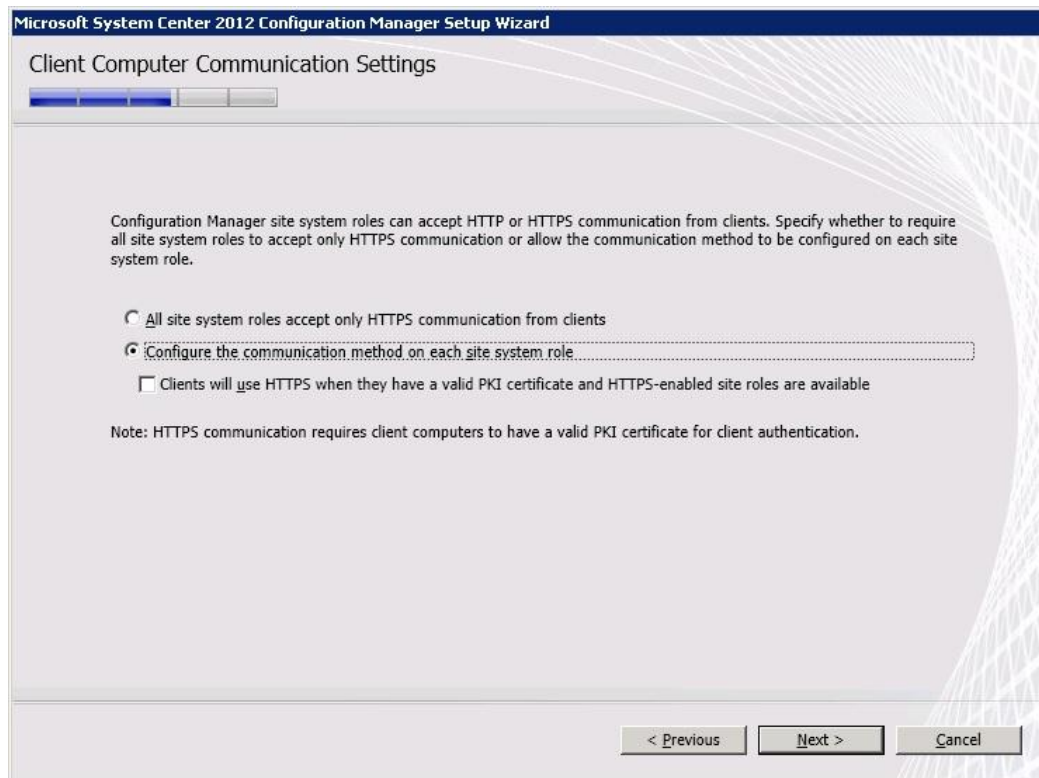 Microsoft System Center 2012 Configuration Manager Setup Wizard
Client Computer Communication Settings
Configuration Manager site system roles can accept HTTP or HTTPS communication from clients. Specify whether to require
all site system roles to accept only HTTPS communication or allow the communication method to be configured on each site
system role.
All site system roles accept only HTTPS communication from clients
Configure the communication method on each site system role
Clients will use HTTPS when they have a valid PKI certificate and HTTPS-enabled site roles are available
Note: HTTPS communication requires client computers to have a valid PKI certificate for client authentication.
< Previous Next > Cancel